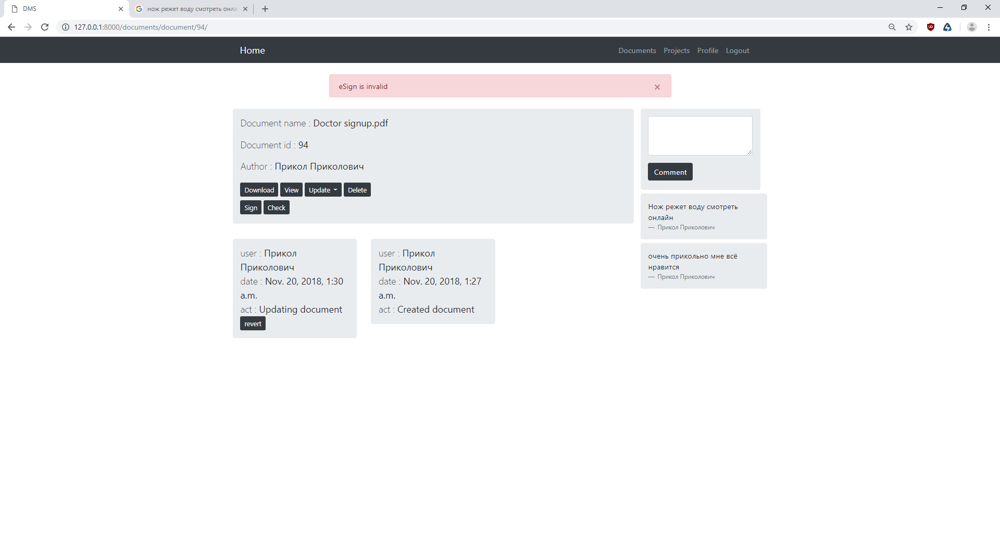 DMS
нож режет воду смотреть онла
127.0.0.1:8000/documents/document/94/
Home
Documents
Projects
Profile
Logout
eSign is invalid
×
Document name : Doctor signup.pdf
Document id : 94
Author : Прикол Приколович
Download
View
Update
Delete
Sign
Check
user : Прикол
Приколович
date : Nov. 20, 2018, 1:30
a.m.
act : Updating document
revert
user : Прикол
Приколович
date : Nov. 20, 2018, 1:27
a.m.
act : Created document
Comment
Нож режет воду смотреть
онлайн
— Прикол Приколович
очень прикольно мне всё
нравится
— Прикол Приколович